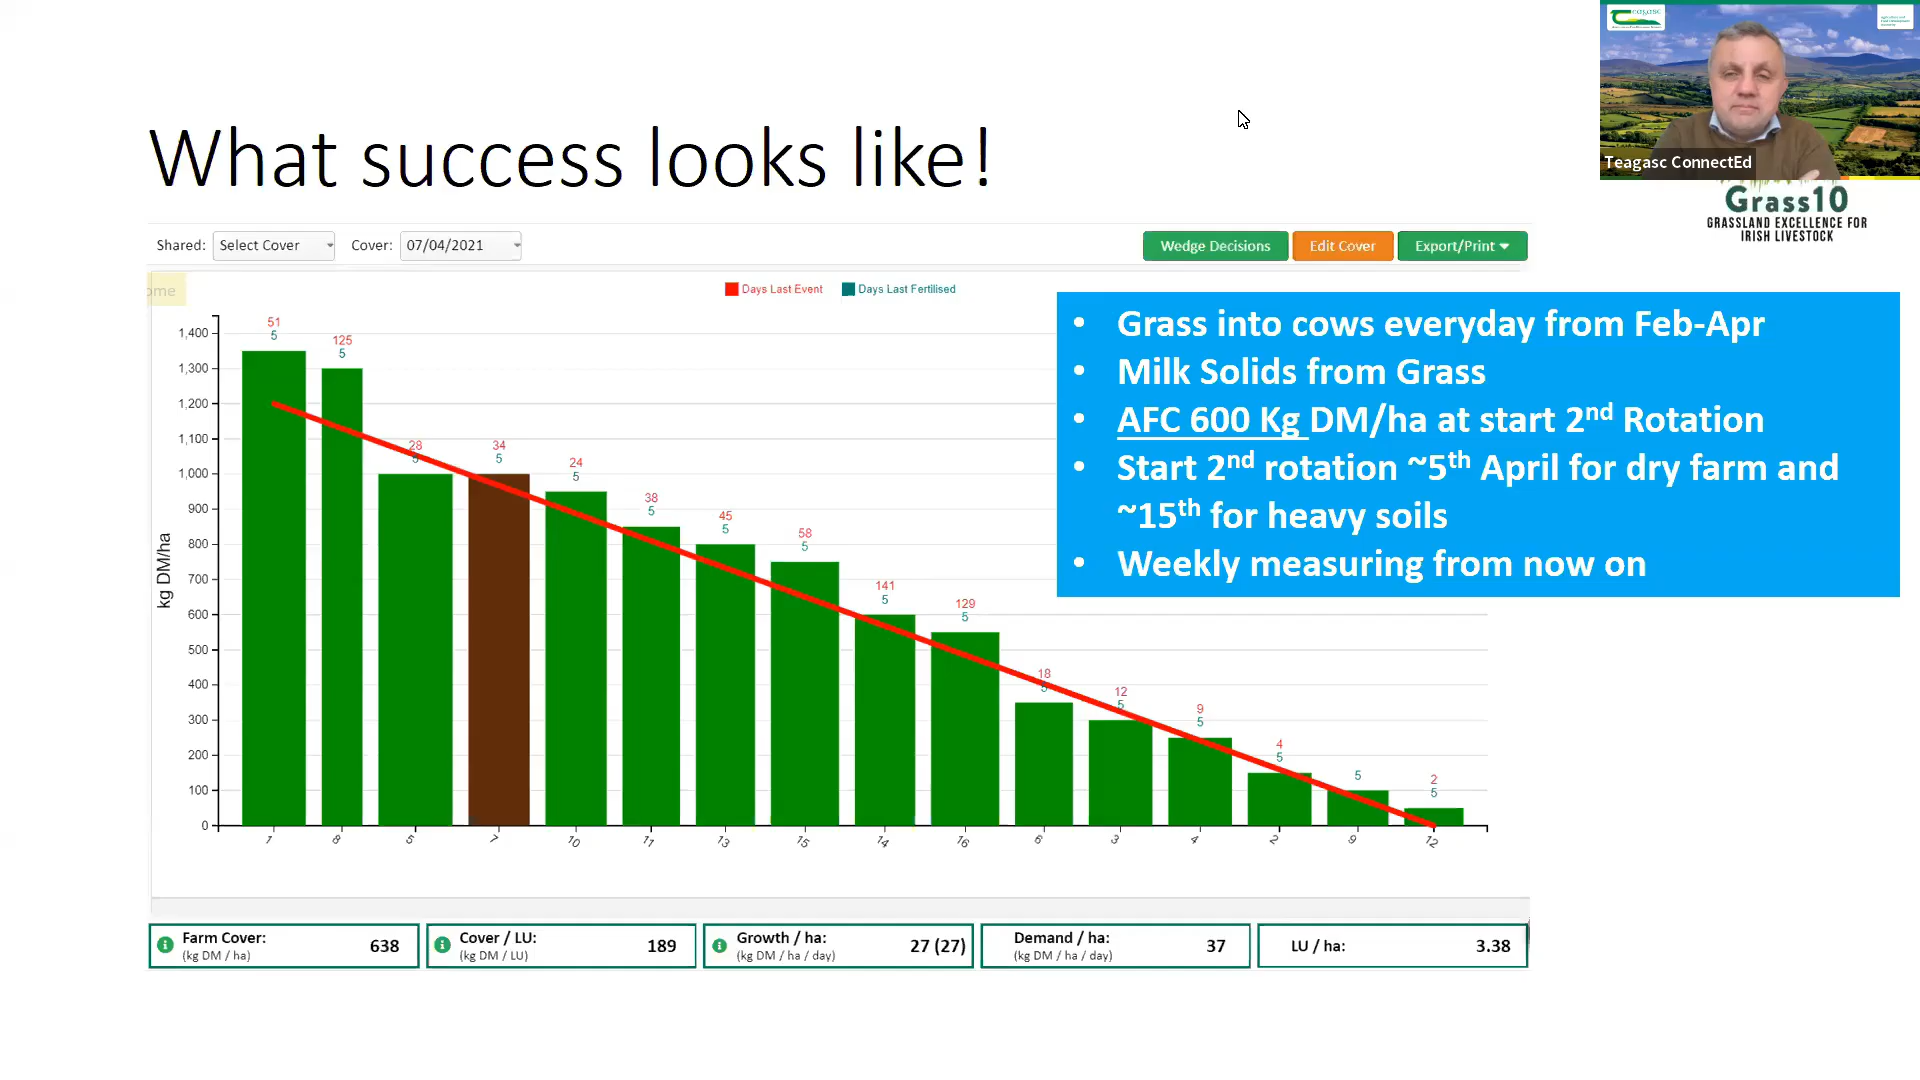 Teagasc
Teagasc ConnectEd
Grass10
GRASSLAND EXCELLENCE FOR
IRISH LIVESTOCK
What success looks like!
Shared: Select Cover Cover: 07/04/2021 Wedge Decisions Edit Cover Export/Print
ome
Days Last Event Days Last Fertilised
• Grass into cows everyday from Feb-Apr
• Milk Solids from Grass
• AFC 600 Kg DM/ha at start 2nd Rotation
• Start 2nd rotation ~5th April for dry farm and
~15th for heavy soils
• Weekly measuring from now on
kg DM/ha
1,400
1,300
1,200
1,100
1,000
900
800
700
600
500
400
300
200
100
0
51 125 28 34 24 38 45 58 141 129 18 12 9 4 2
5 5 5 5 5 5 5 5 5 5 5 5 5 5 5 5
1 8 5 7 10 11 13 15 14 16 6 3 4 2 9 12
Farm Cover: 638
(kg DM / ha)
Cover / LU: 189
(kg DM / LU)
Growth / ha: 27 (27)
(kg DM / ha / day)
Demand / ha: 37
(kg DM / ha / day)
LU / ha: 3.38